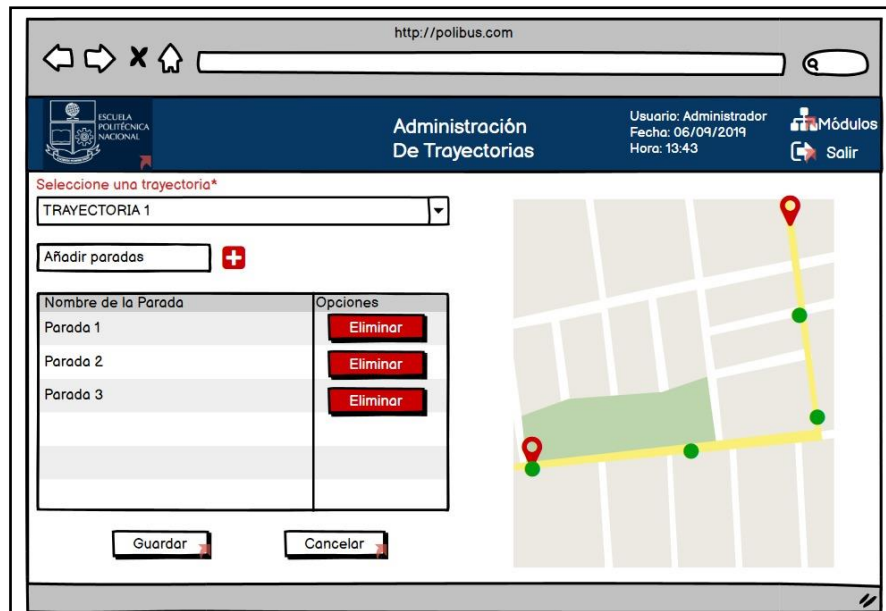 http://polibus.com
ESCUELA
POLITÉCNICA
NACIONAL
Administración
De Trayectorias
Usuario: Administrador
Fecha: 06/09/2019
Hora: 13:43
Módulos
Salir
Seleccione una trayectoria*
TRAYECTORIA 1
Añadir paradas
Nombre de la Parada Opciones
Parada 1 Eliminar
Parada 2 Eliminar
Parada 3 Eliminar
Guardar Cancelar